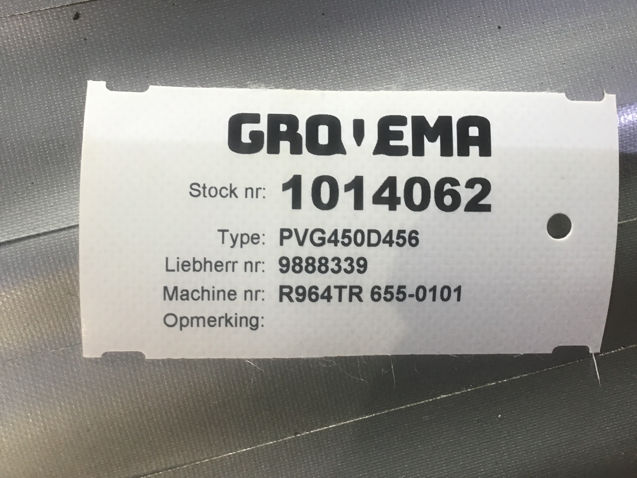 GROVEMA
Stock nr: 1014062
Type: PVG450D456
Liebherr nr: 9888339
Machine nr: R964TR 655-0101
Opmerking: